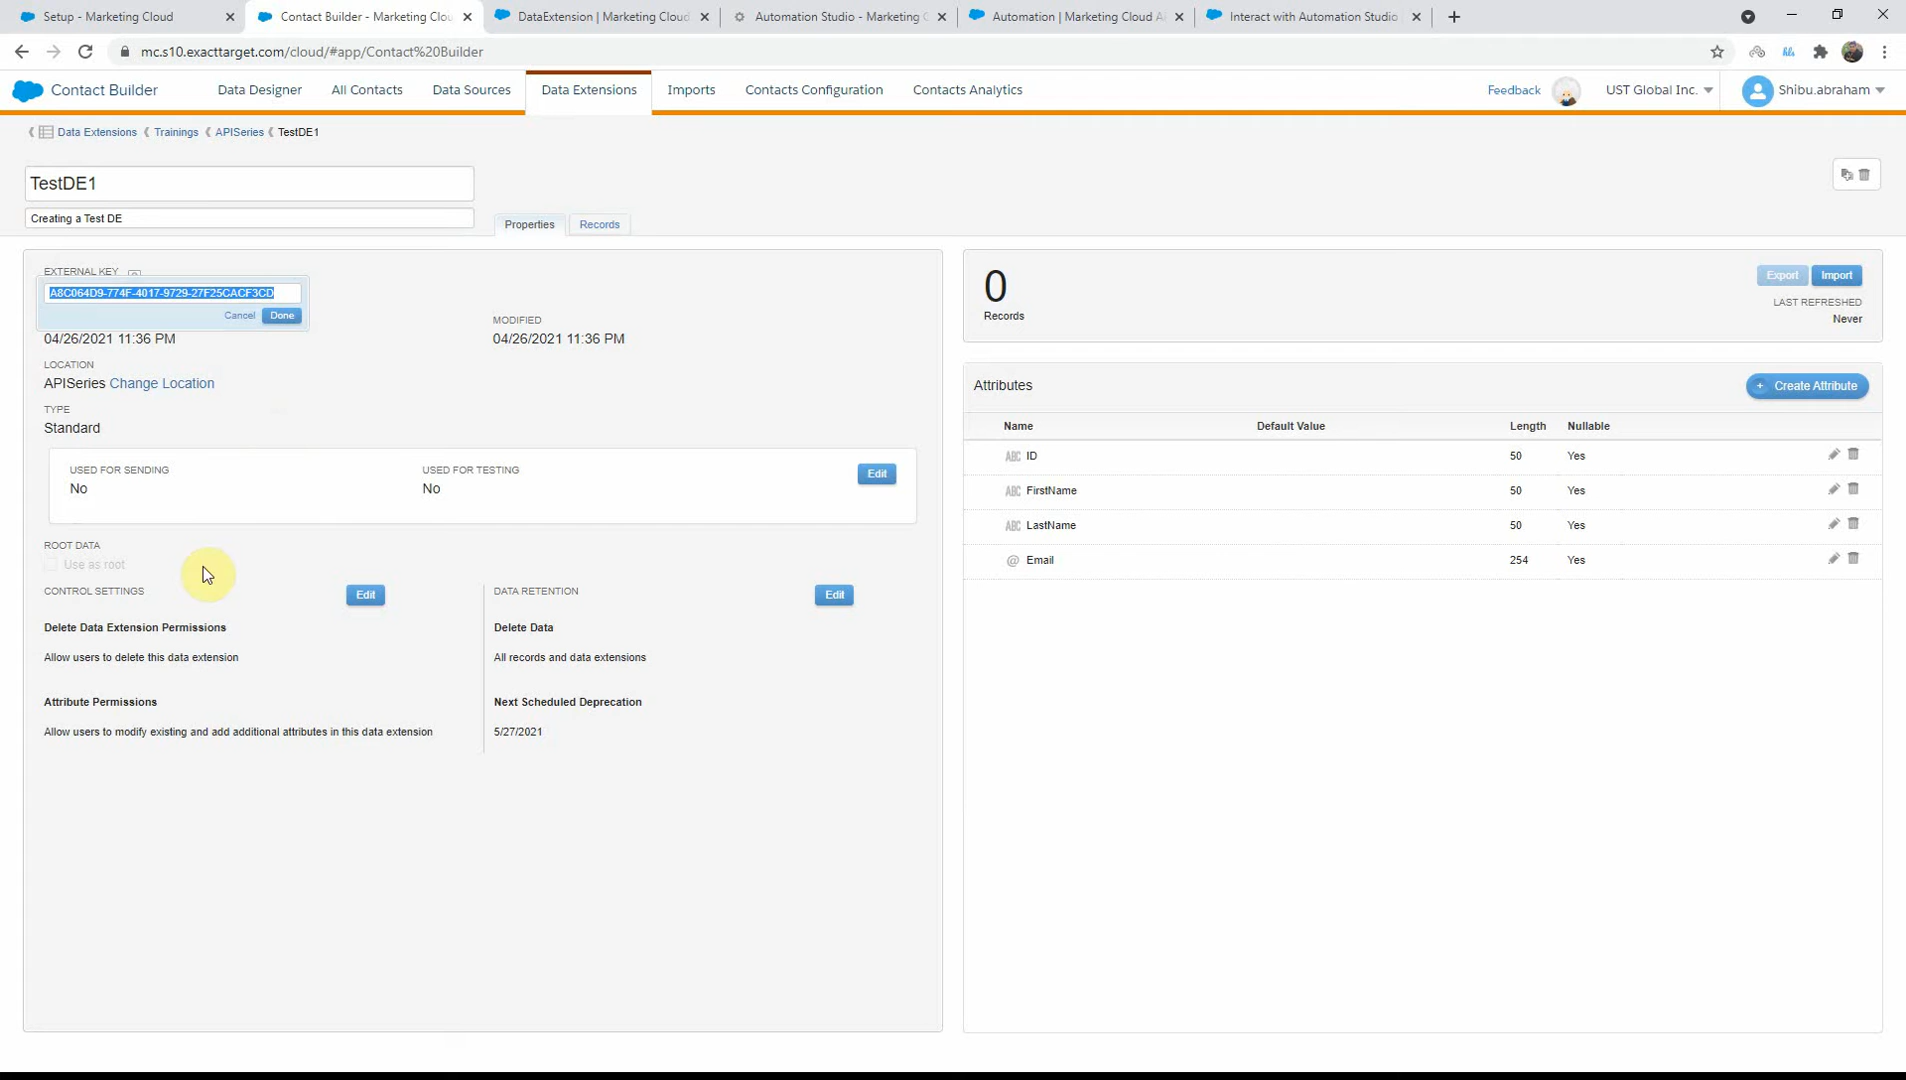 Setup - Marketing Cloud
Contact Builder - Marketing Clou
DataExtension | Marketing Cloud
Automation Studio - Marketing C
Automation | Marketing Cloud A
Interact with Automation Studio
mc.s10.exacttarget.com/cloud/#app/Contact%20Builder
Contact Builder
Data Designer
All Contacts
Data Sources
Data Extensions
Imports
Contacts Configuration
Contacts Analytics
Feedback
UST Global Inc.
Shibu.abraham
Data Extensions
Trainings
APISeries
TestDE1
TestDE1
Creating a Test DE
Properties
Records
EXTERNAL KEY
A8C064D9-774F-4017-9729-27F25CACF3CD
Cancel
Done
04/26/2021 11:36 PM
MODIFIED
04/26/2021 11:36 PM
LOCATION
APISeries Change Location
TYPE
Standard
USED FOR SENDING
No
USED FOR TESTING
No
Edit
ROOT DATA
Use as root
CONTROL SETTINGS
Edit
Delete Data Extension Permissions
Allow users to delete this data extension
Attribute Permissions
Allow users to modify existing and add additional attributes in this data extension
DATA RETENTION
Edit
Delete Data
All records and data extensions
Next Scheduled Deprecation
5/27/2021
0
Records
Export
Import
LAST REFRESHED
Never
Attributes
+ Create Attribute
Name Default Value Length Nullable
ABC ID 50 Yes
ABC FirstName 50 Yes
ABC LastName 50 Yes
@ Email 254 Yes